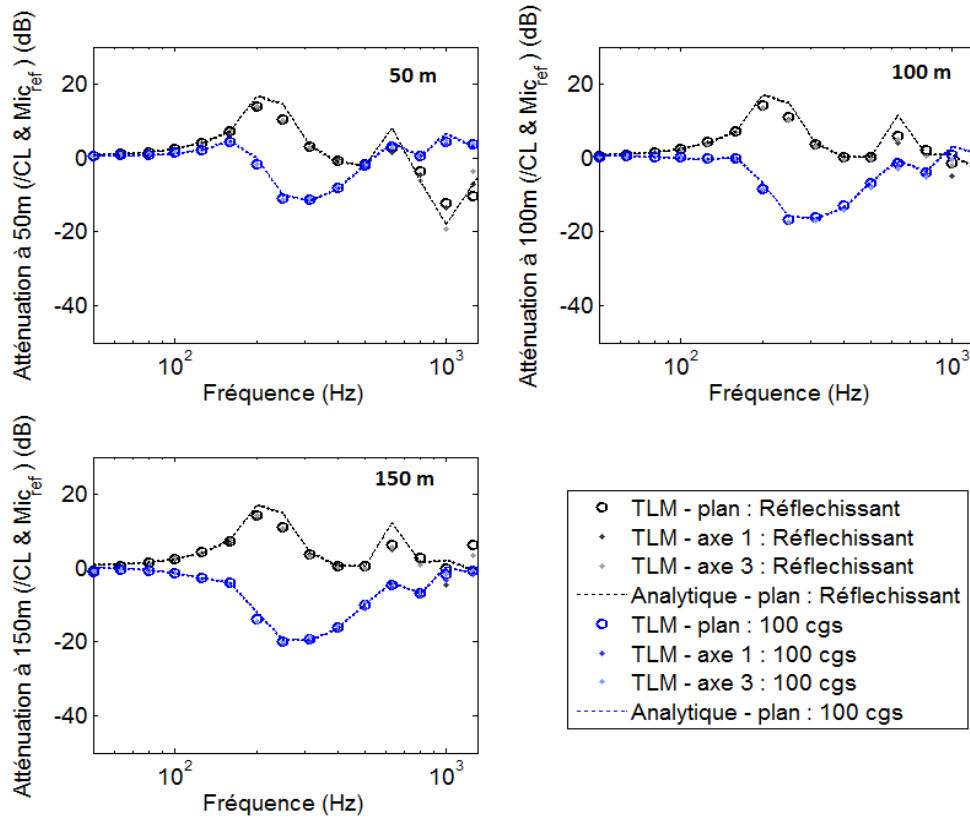 Atténuation à 50m (/CL & Mic_ref) (dB)
50 m
20
0
-20
-40
10^2
10^3
Fréquence (Hz)
Atténuation à 100m (/CL & Mic_ref) (dB)
100 m
20
0
-20
-40
10^2
10^3
Fréquence (Hz)
Atténuation à 150m (/CL & Mic_ref) (dB)
150 m
20
0
-20
-40
10^2
10^3
Fréquence (Hz)
TLM - plan : Réflechissant
TLM - axe 1 : Réflechissant
TLM - axe 3 : Réflechissant
Analytique - plan : Réflechissant
TLM - plan : 100 cgs
TLM - axe 1 : 100 cgs
TLM - axe 3 : 100 cgs
Analytique - plan : 100 cgs